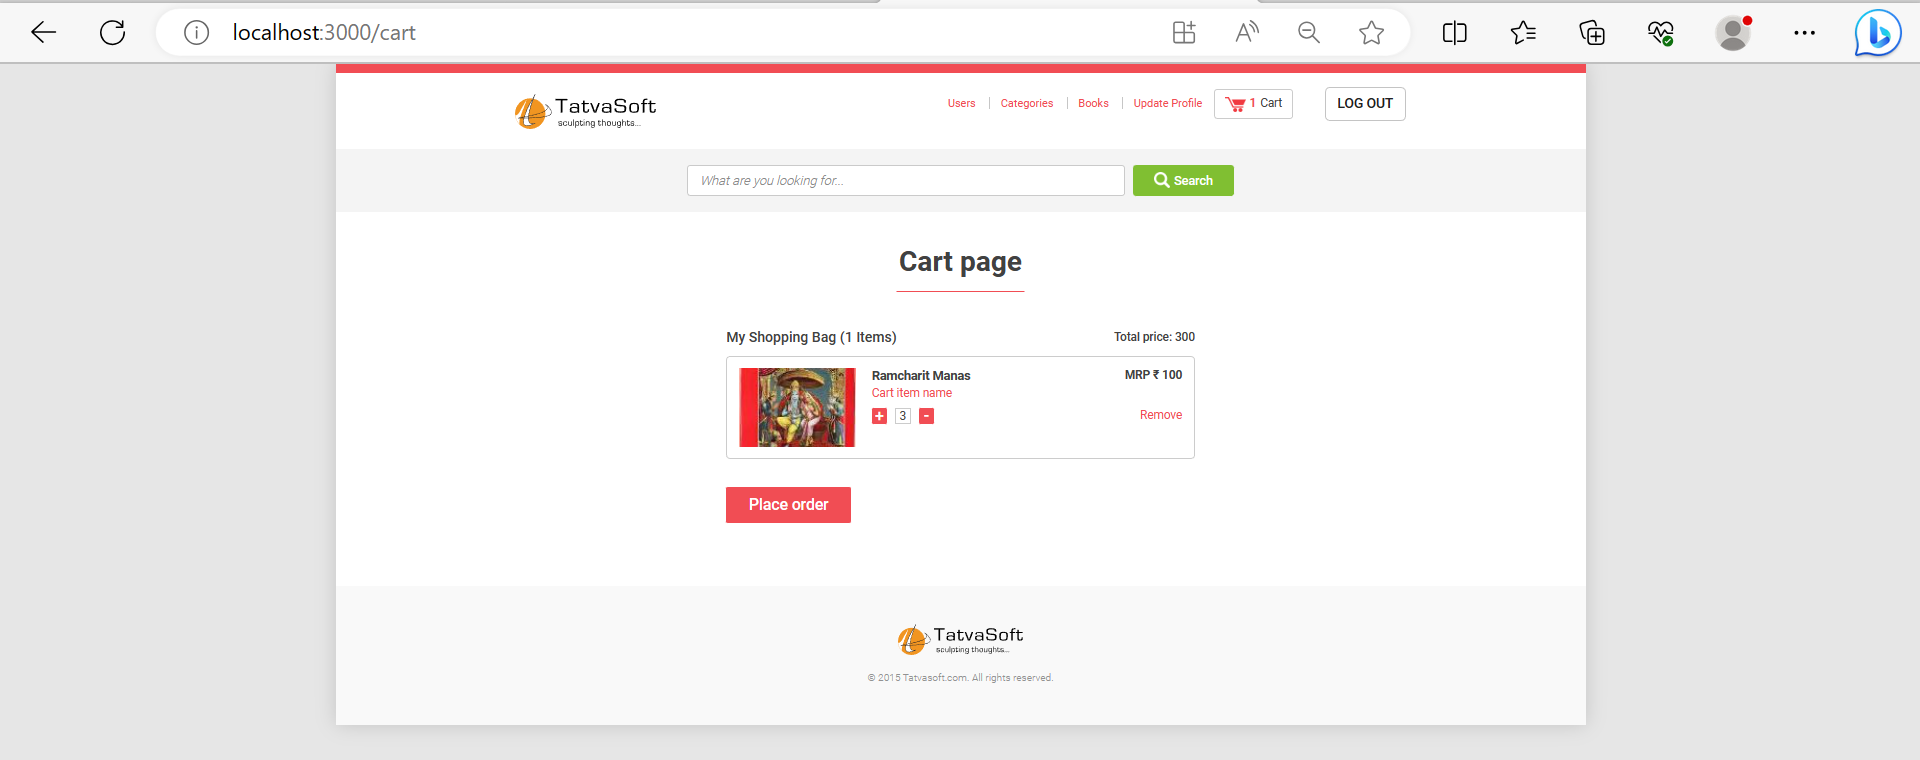 localhost:3000/cart
TatvaSoft
sculpting thoughts...
Users
Categories
Books
Update Profile
1 Cart
LOG OUT
What are you looking for...
Search
Cart page
My Shopping Bag (1 Items)
Total price: 300
Ramcharit Manas
MRP ₹ 100
Cart item name
+ 3 -
Remove
Place order
TatvaSoft
sculpting thoughts...
© 2015 Tatvasoft.com. All rights reserved.